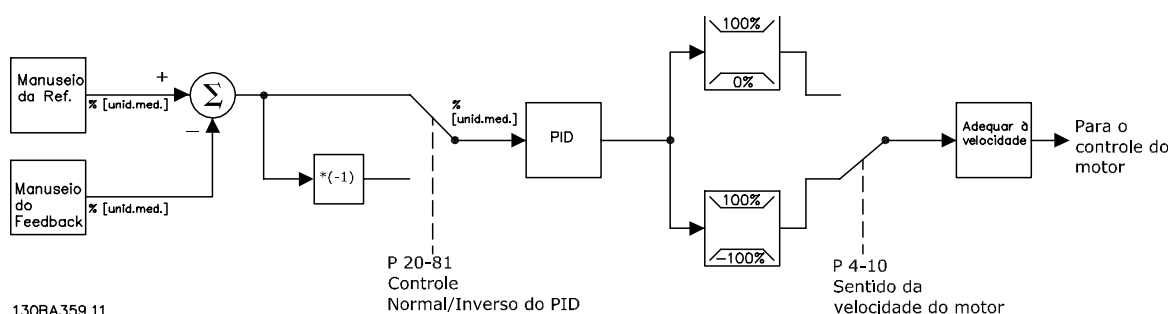 Manuseio
da Ref.
+
% [unid.med.]
Σ
−
Manuseio
do
Feedback
% [unid.med.]
*(-1)
%
[unid.med.]
PID
100%
0%
100%
-100%
Adequar à
velocidade
Para o
controle do
motor
P 20-81
Controle
Normal/Inverso do PID
P 4-10
Sentido da
velocidade do motor
130BA359.11